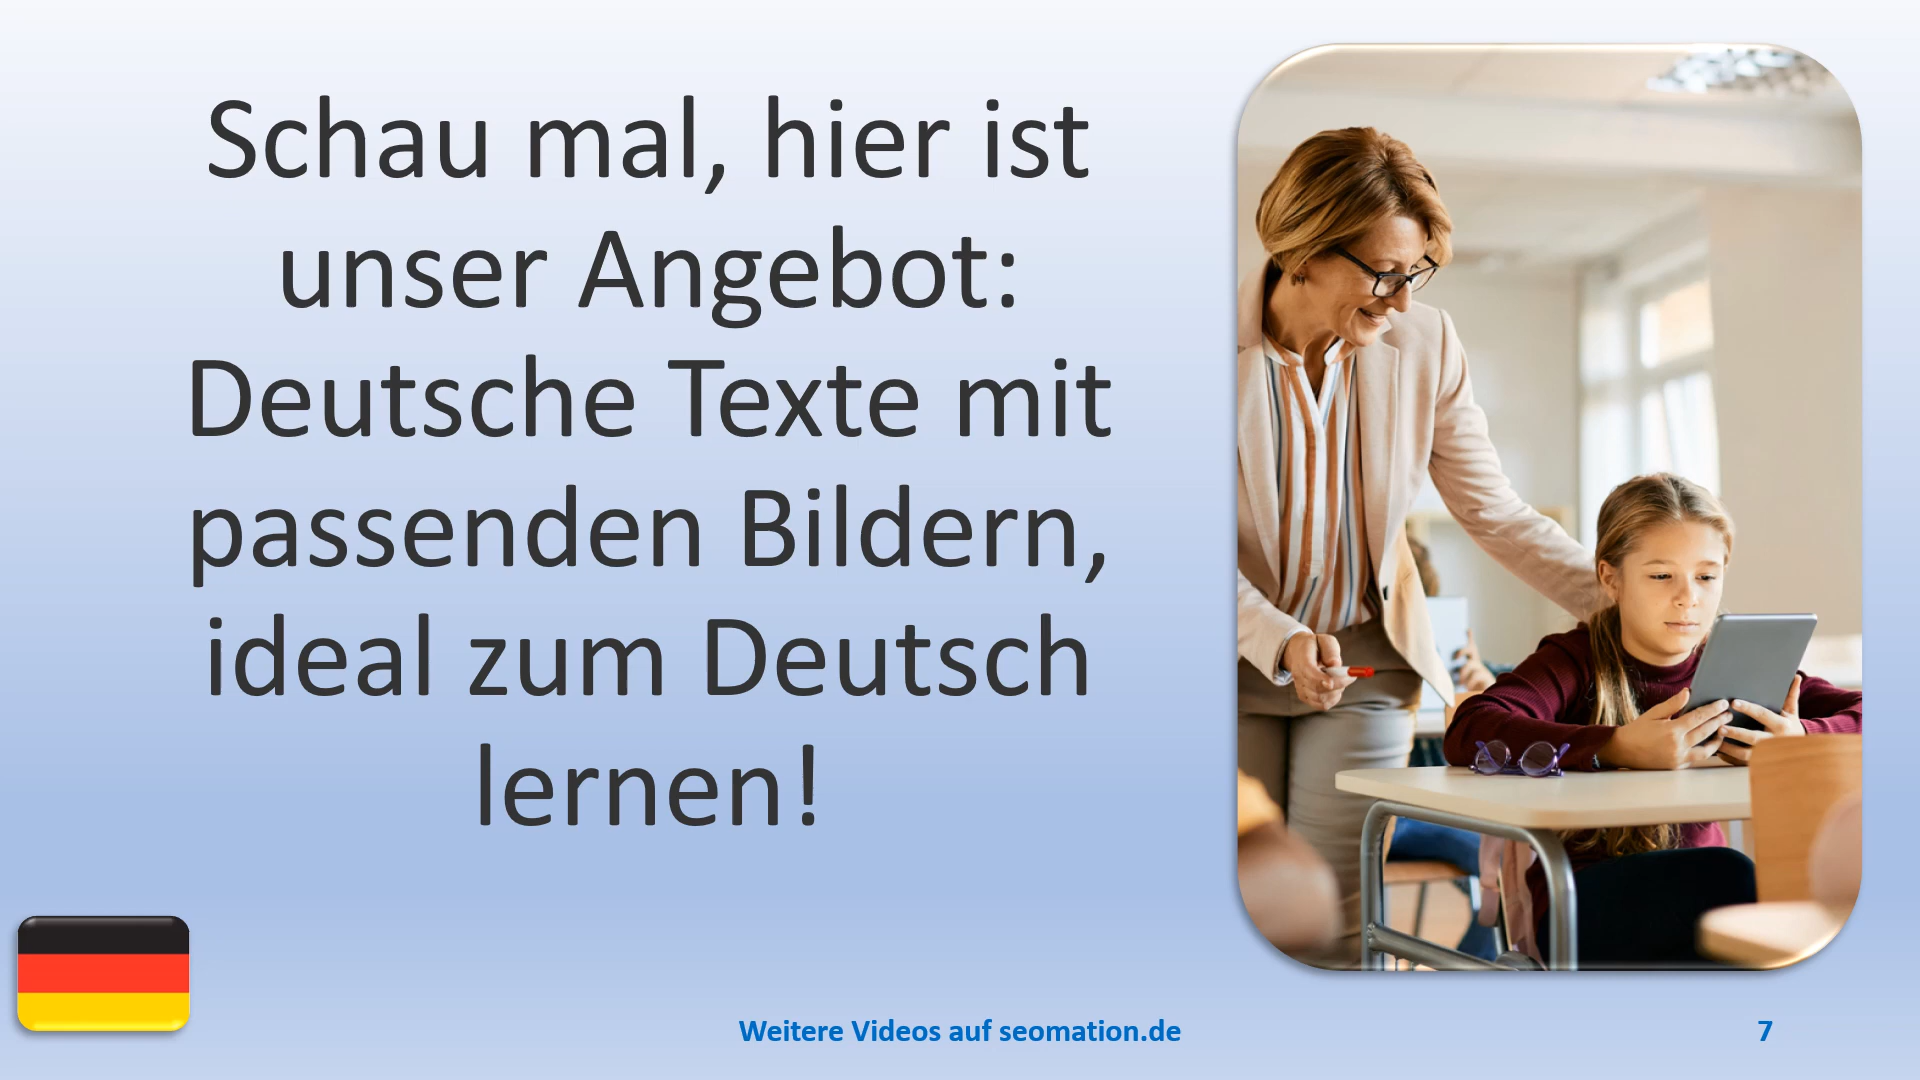 Schau mal, hier ist
unser Angebot:
Deutsche Texte mit
passenden Bildern,
ideal zum Deutsch
lernen!
Weitere Videos auf seomation.de
7